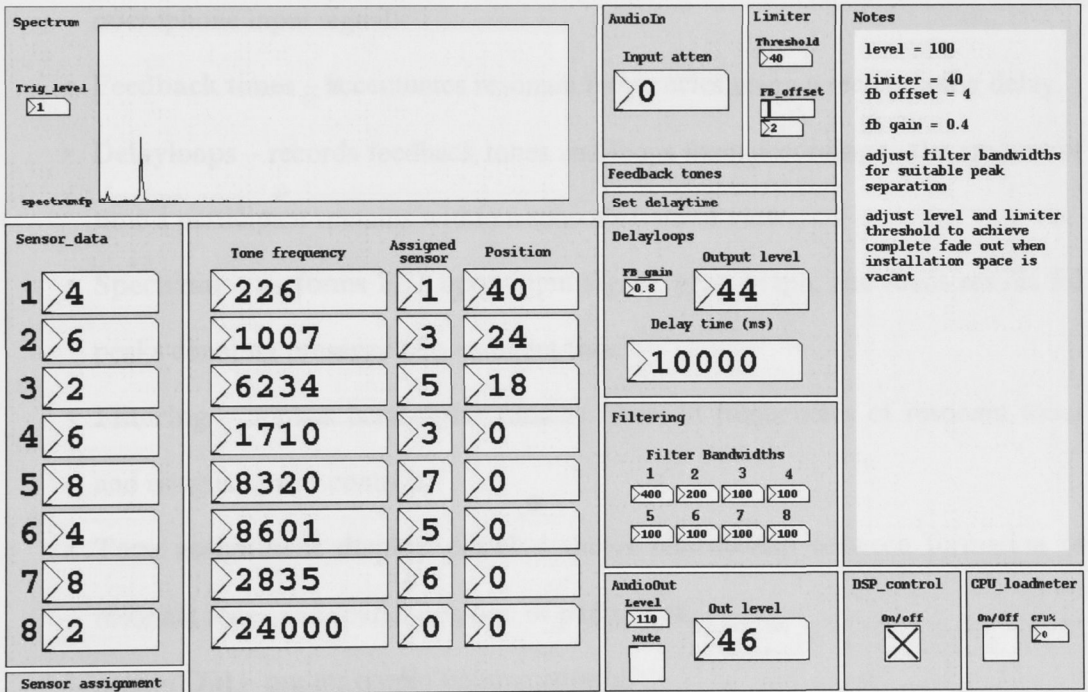 Spectrum
Trig_level
1
spectrumfp
AudioIn
Input atten
0
Limiter
Threshold
40
FB_offset
2
Feedback tones
Set delaytime
Notes
level = 100
limiter = 40
fb offset = 4
fb gain = 0.4
adjust filter bandwidths
for suitable peak
separation
adjust level and limiter
threshold to achieve
complete fade out when
installation space is
vacant
Sensor_data
1 4
2 6
3 2
4 6
5 8
6 4
7 8
8 2
Sensor assignment
Tone frequency Assigned sensor Position
226 1 40
1007 3 24
6234 5 18
1710 3 0
8320 7 0
8601 5 0
2835 6 0
24000 0 0
Delayloops
FB_gain
0.8
Output level
44
Delay time (ms)
10000
Filtering
Filter Bandwidths
1 2 3 4
400 200 100 100
5 6 7 8
100 100 100 100
AudioOut
Level
110
Mute
Out level
46
DSP_control
On/off
CPU_loadmeter
On/off CPU%
0